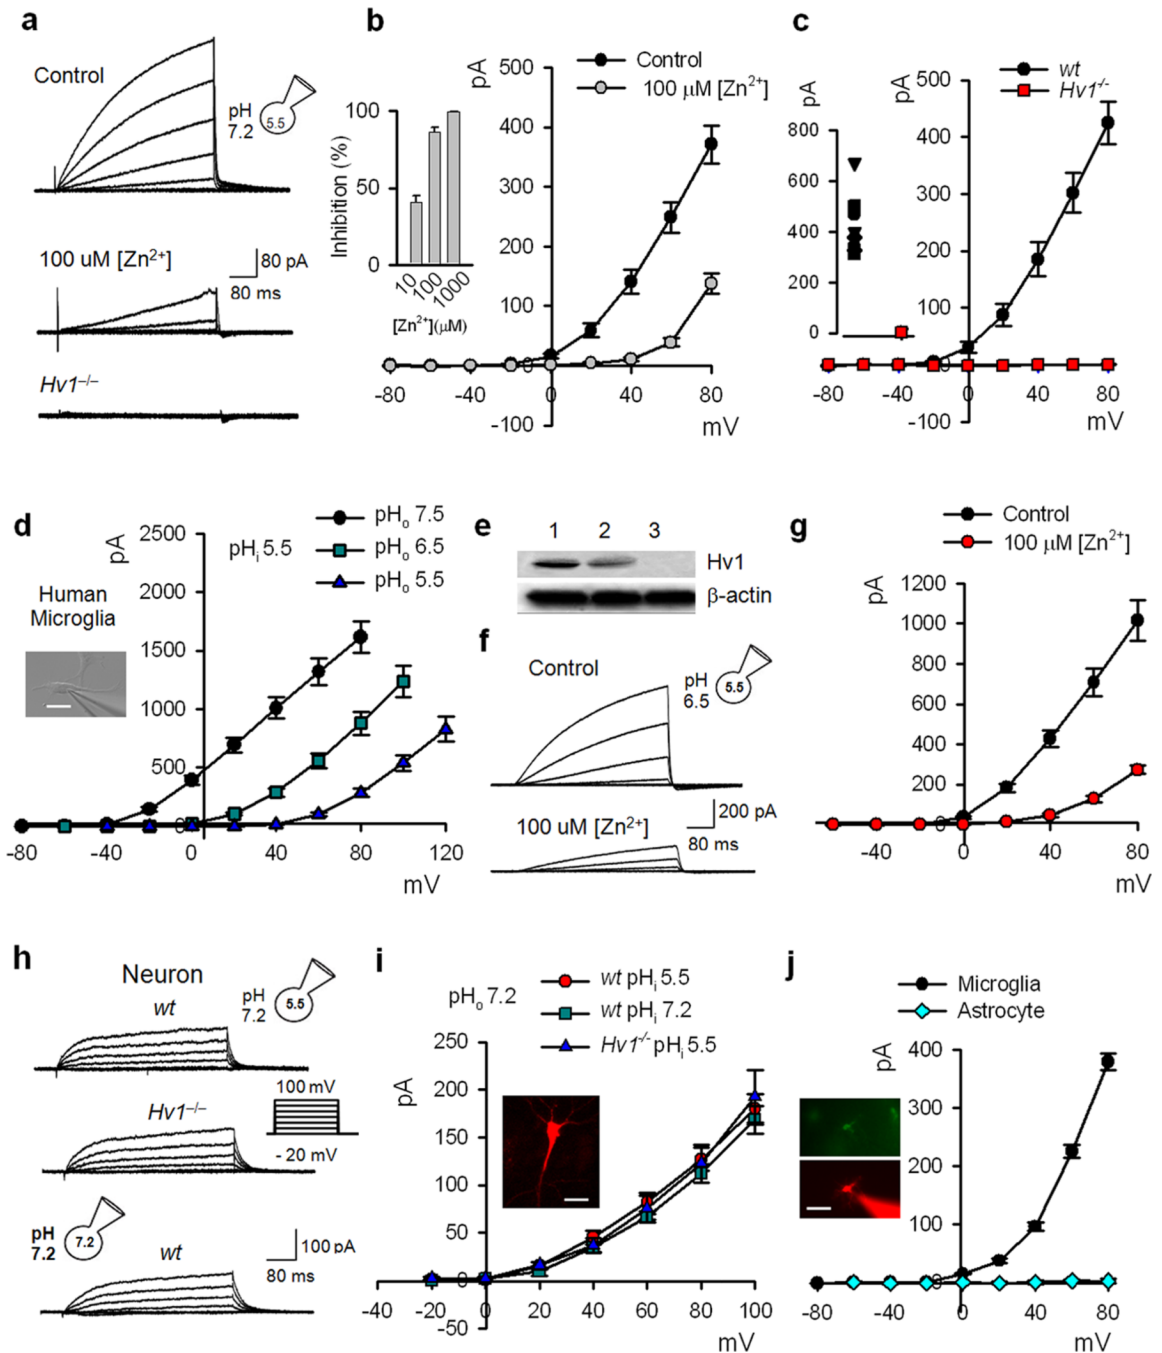 a
Control
pH
7.2
5.5
100 uM [Zn²⁺]
80 pA
80 ms
Hv1⁻/⁻
b
pA
Control
100 μM [Zn²⁺]
500
400
300
200
100
0
-100
-80
-40
0
40
80
mV
Inhibition (%)
100
50
0
10
100
1000
[Zn²⁺](μM)
c
pA
800
600
400
200
0
pA
wt
Hv1⁻/⁻
500
400
300
200
100
-100
-80
-40
0
40
80
mV
d
pA
2500
2000
1500
1000
500
0
pHᵢ 5.5
pHₒ 7.5
pHₒ 6.5
pHₒ 5.5
Human
Microglia
-80
-40
0
40
80
120
mV
e
1
2
3
Hv1
β-actin
f
Control
pH
6.5
5.5
100 uM [Zn²⁺]
200 pA
80 ms
g
Control
100 μM [Zn²⁺]
pA
1200
1000
800
600
400
200
0
-40
0
40
80
mV
h
Neuron
wt
pH
7.2
5.5
Hv1⁻/⁻
100 mV
- 20 mV
pH
7.2
7.2
wt
100 pA
80 ms
i
pHₒ 7.2
wt pHᵢ 5.5
wt pHᵢ 7.2
Hv1⁻/⁻ pHᵢ 5.5
pA
250
200
150
100
50
0
-50
-40
-20
0
20
40
60
80
100
mV
j
Microglia
Astrocyte
pA
400
300
200
100
0
-80
-40
0
40
80
mV